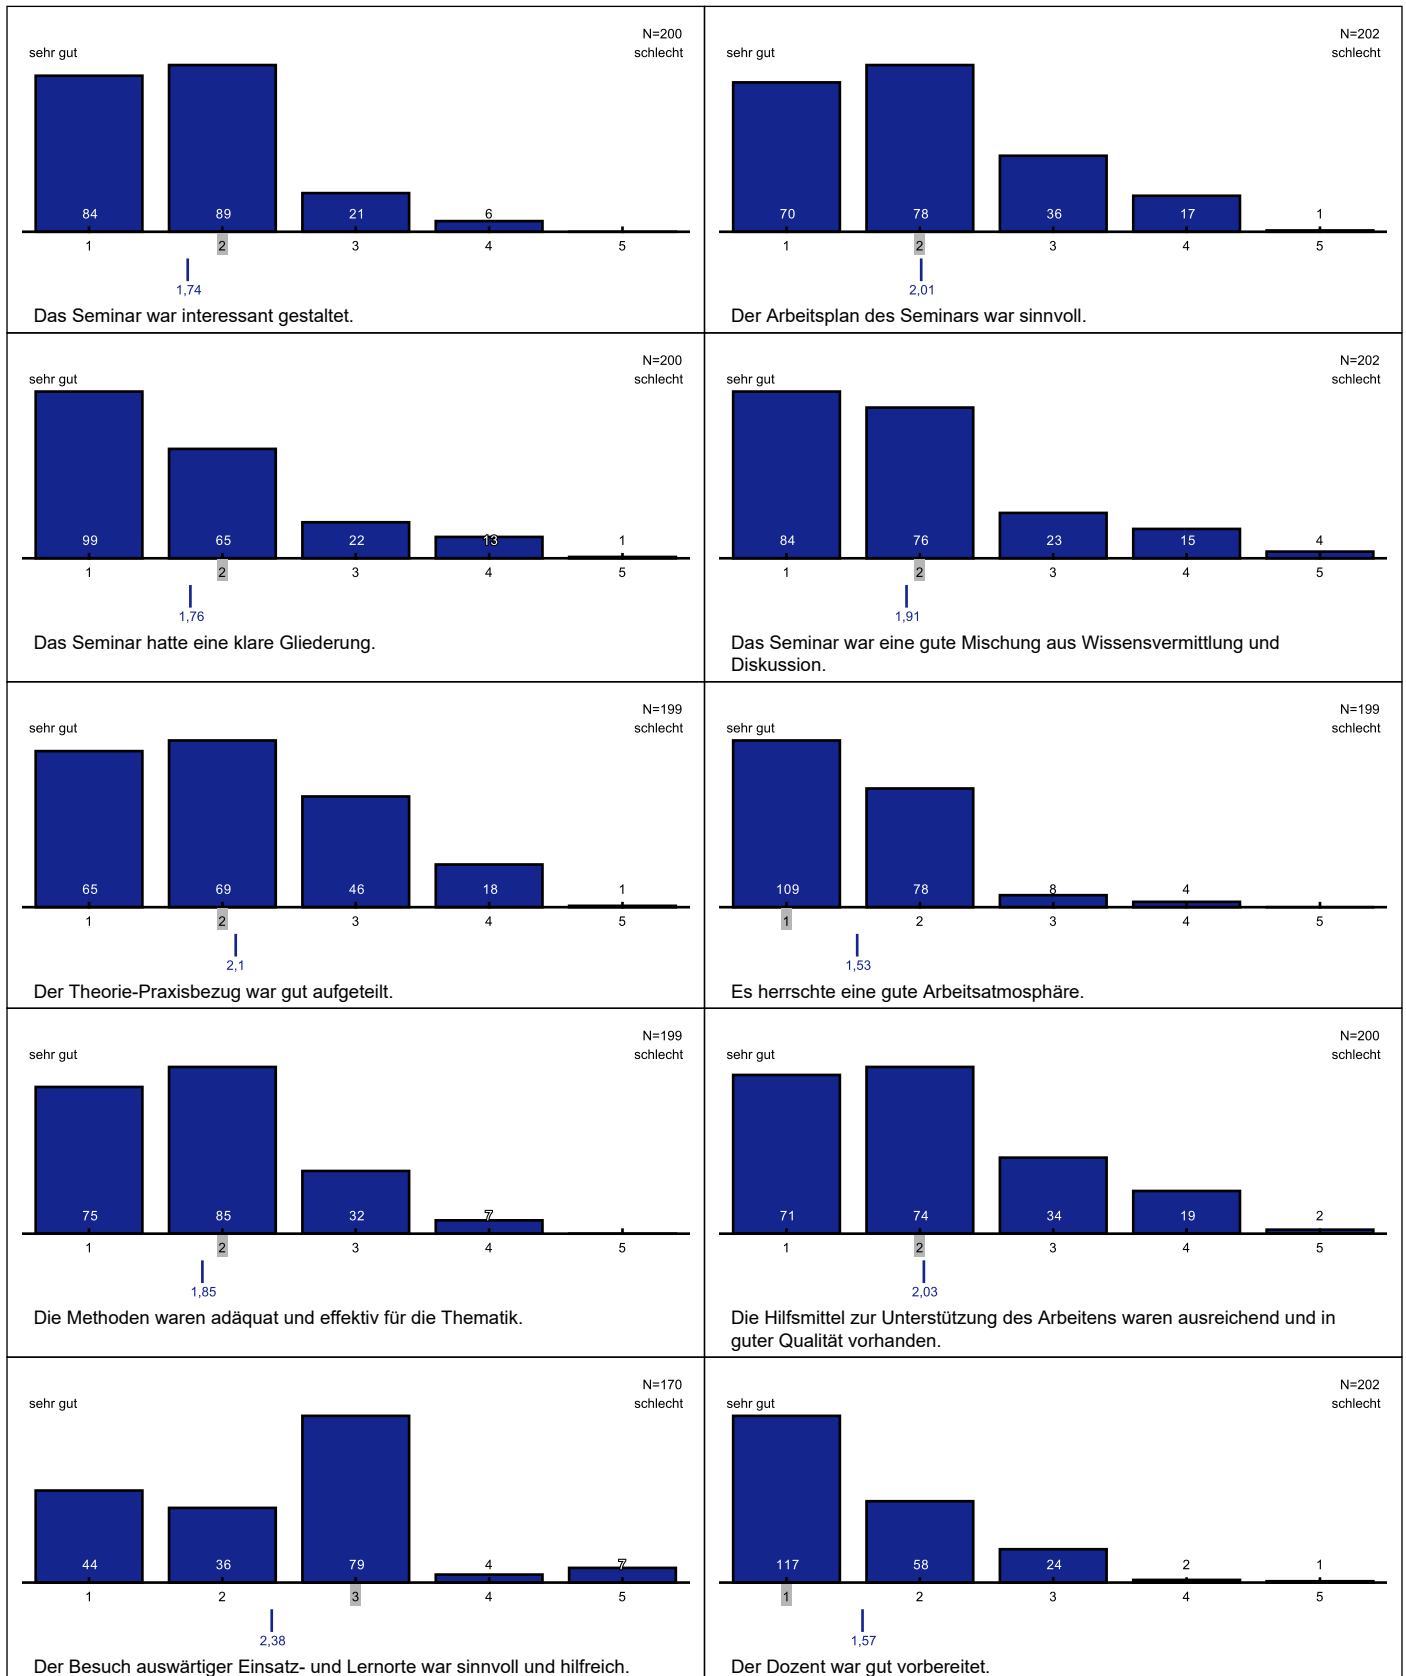 N=200
sehr gut schlecht
84 89 21 6
1 2 3 4 5
1,74
Das Seminar war interessant gestaltet.
N=202
sehr gut schlecht
70 78 36 17 1
1 2 3 4 5
2,01
Der Arbeitsplan des Seminars war sinnvoll.
N=200
sehr gut schlecht
99 65 22 13 1
1 2 3 4 5
1,76
Das Seminar hatte eine klare Gliederung.
N=202
sehr gut schlecht
84 76 23 15 4
1 2 3 4 5
1,91
Das Seminar war eine gute Mischung aus Wissensvermittlung und
Diskussion.
N=199
sehr gut schlecht
65 69 46 18 1
1 2 3 4 5
2,1
Der Theorie-Praxisbezug war gut aufgeteilt.
N=199
sehr gut schlecht
109 78 8 4
1 2 3 4 5
1,53
Es herrschte eine gute Arbeitsatmosphäre.
N=199
sehr gut schlecht
75 85 32 7
1 2 3 4 5
1,85
Die Methoden waren adäquat und effektiv für die Thematik.
N=200
sehr gut schlecht
71 74 34 19 2
1 2 3 4 5
2,03
Die Hilfsmittel zur Unterstützung des Arbeitens waren ausreichend und in
guter Qualität vorhanden.
N=170
sehr gut schlecht
44 36 79 4 7
1 2 3 4 5
2,38
Der Besuch auswärtiger Einsatz- und Lernorte war sinnvoll und hilfreich.
N=202
sehr gut schlecht
117 58 24 2 1
1 2 3 4 5
1,57
Der Dozent war gut vorbereitet.